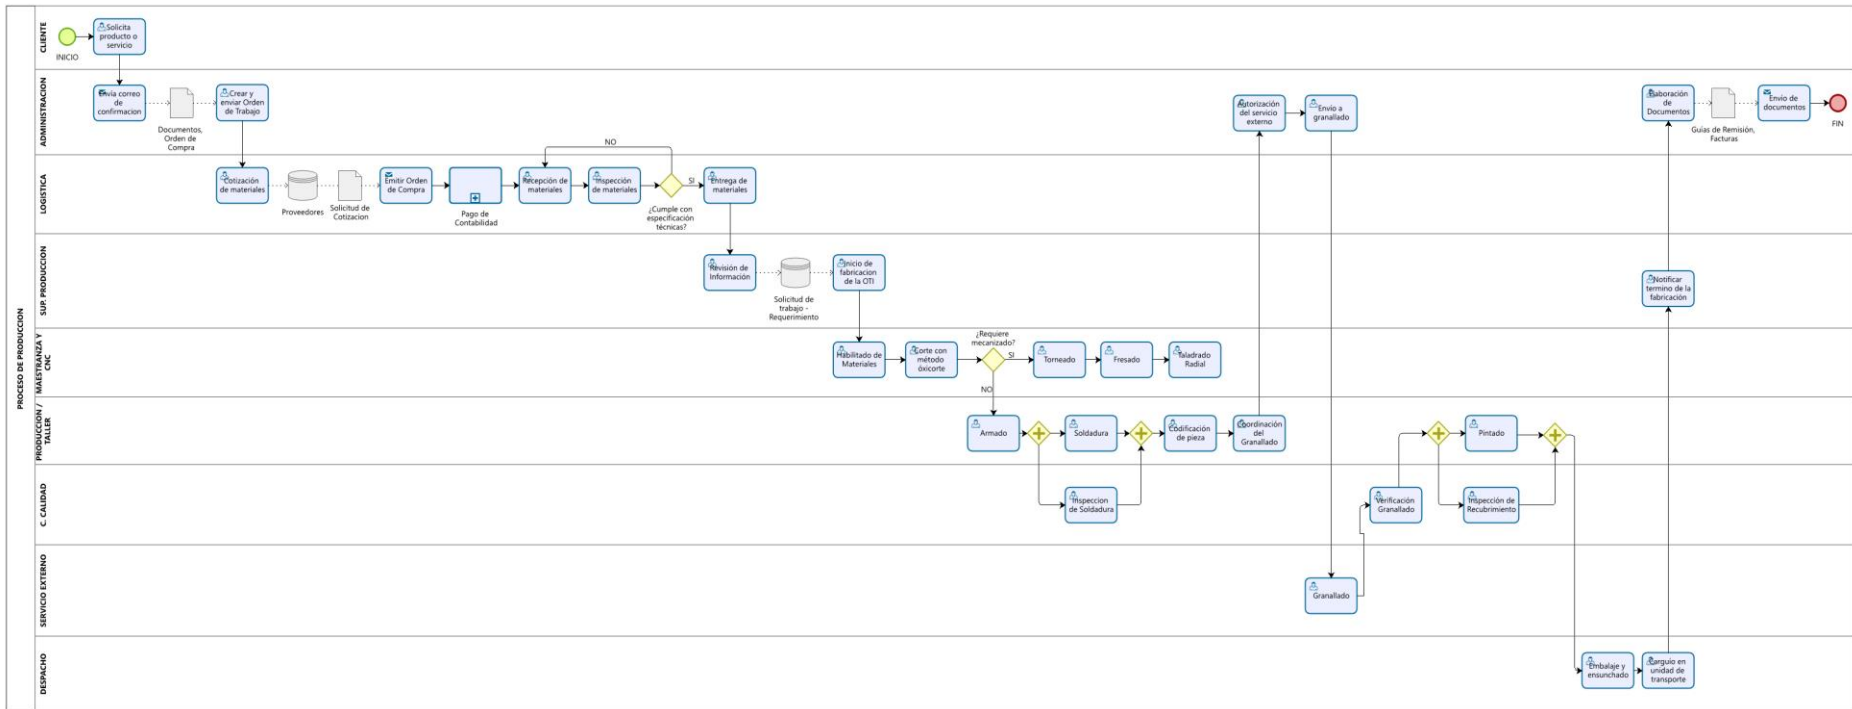 PROCESO DE PRODUCCION
CLIENTE
INICIO
Solicita
producto o
servicio
ADMINISTRACION
Envía correo
de
confirmacion
Documentos,
Orden de
Compra
Crear y
enviar Orden
de Trabajo
Autorización
del servicio
externo
Envío a
granallado
Elaboración
de
Documentos
Guías de Remisión,
Facturas
Envio de
documentos
FIN
LOGISTICA
Cotización
de materiales
Proveedores
Solicitud de
Cotizacion
Emitir Orden
de Compra
Pago de
Contabilidad
Recepción de
materiales
Inspección
de materiales
NO
¿Cumple con
especificación
técnicas?
SI
Entrega de
materiales
SUP. PRODUCCION
Revisión de
Información
Solicitud de
trabajo -
Requerimiento
Inicio de
fabricacion
de la OTI
Notificar
termino de la
fabricación
MAESTRANZA Y
CNC
Habilitado de
Materiales
Corte con
método
óxicorte
¿Requiere
mecanizado?
SI
NO
Torneado
Fresado
Taladrado
Radial
PRODUCCION /
TALLER
Armado
Soldadura
Codificación
de pieza
Coordinación
del
Granallado
Pintado
C. CALIDAD
Inspeccion
de Soldadura
Verificación
Granallado
Inspección de
Recubrimiento
SERVICIO EXTERNO
Granallado
DESPACHO
Embalaje y
ensunchado
Carguio en
unidad de
transporte